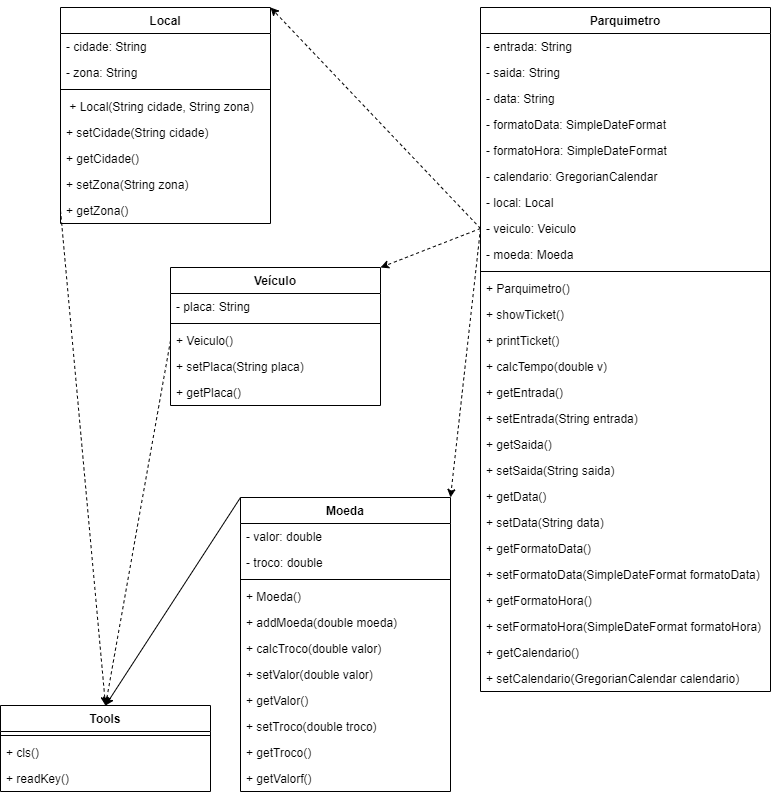 Local
- cidade: String
- zona: String
+ Local(String cidade, String zona)
+ setCidade(String cidade)
+ getCidade()
+ setZona(String zona)
+ getZona()
Parquimetro
- entrada: String
- saida: String
- data: String
- formatoData: SimpleDateFormat
- formatoHora: SimpleDateFormat
- calendario: GregorianCalendar
- local: Local
- veiculo: Veiculo
- moeda: Moeda
+ Parquimetro()
+ showTicket()
+ printTicket()
+ calcTempo(double v)
+ getEntrada()
+ setEntrada(String entrada)
+ getSaida()
+ setSaida(String saida)
+ getData()
+ setData(String data)
+ getFormatoData()
+ setFormatoData(SimpleDateFormat formatoData)
+ getFormatoHora()
+ setFormatoHora(SimpleDateFormat formatoHora)
+ getCalendario()
+ setCalendario(GregorianCalendar calendario)
Veículo
- placa: String
+ Veiculo()
+ setPlaca(String placa)
+ getPlaca()
Moeda
- valor: double
- troco: double
+ Moeda()
+ addMoeda(double moeda)
+ calcTroco(double valor)
+ setValor(double valor)
+ getValor()
+ setTroco(double troco)
+ getTroco()
+ getValorf()
Tools
+ cls()
+ readKey()